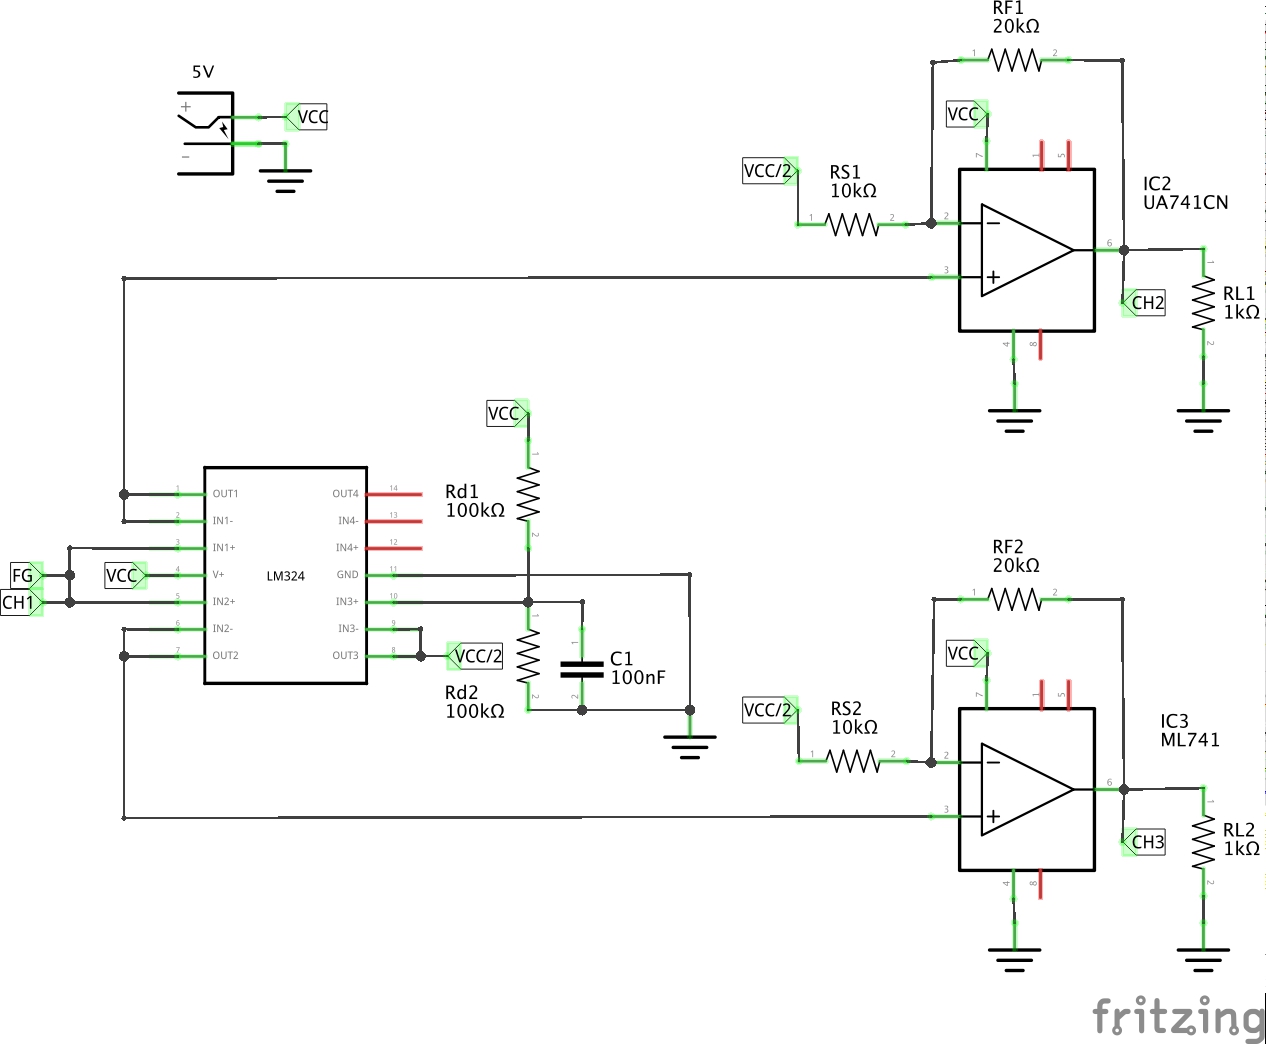 RF1
20kΩ
1
2
5V
+
-
VCC
VCC
7
1
5
VCC/2
RS1
10kΩ
1
2
2
−
IC2
UA741CN
6
3
+
1
CH2
RL1
1kΩ
4
8
2
VCC
1
Rd1
100kΩ
2
1
OUT1
OUT4
14
2
IN1-
IN4-
13
3
IN1+
IN4+
12
FG
VCC
4
V+
LM324
GND
11
CH1
5
IN2+
IN3+
10
6
IN2-
IN3-
9
7
OUT2
OUT3
8
VCC/2
1
1
C1
100nF
Rd2
100kΩ
2
2
RF2
20kΩ
1
2
VCC
7
1
5
VCC/2
RS2
10kΩ
1
2
2
−
IC3
ML741
6
3
+
1
CH3
RL2
1kΩ
4
8
2
fritzing